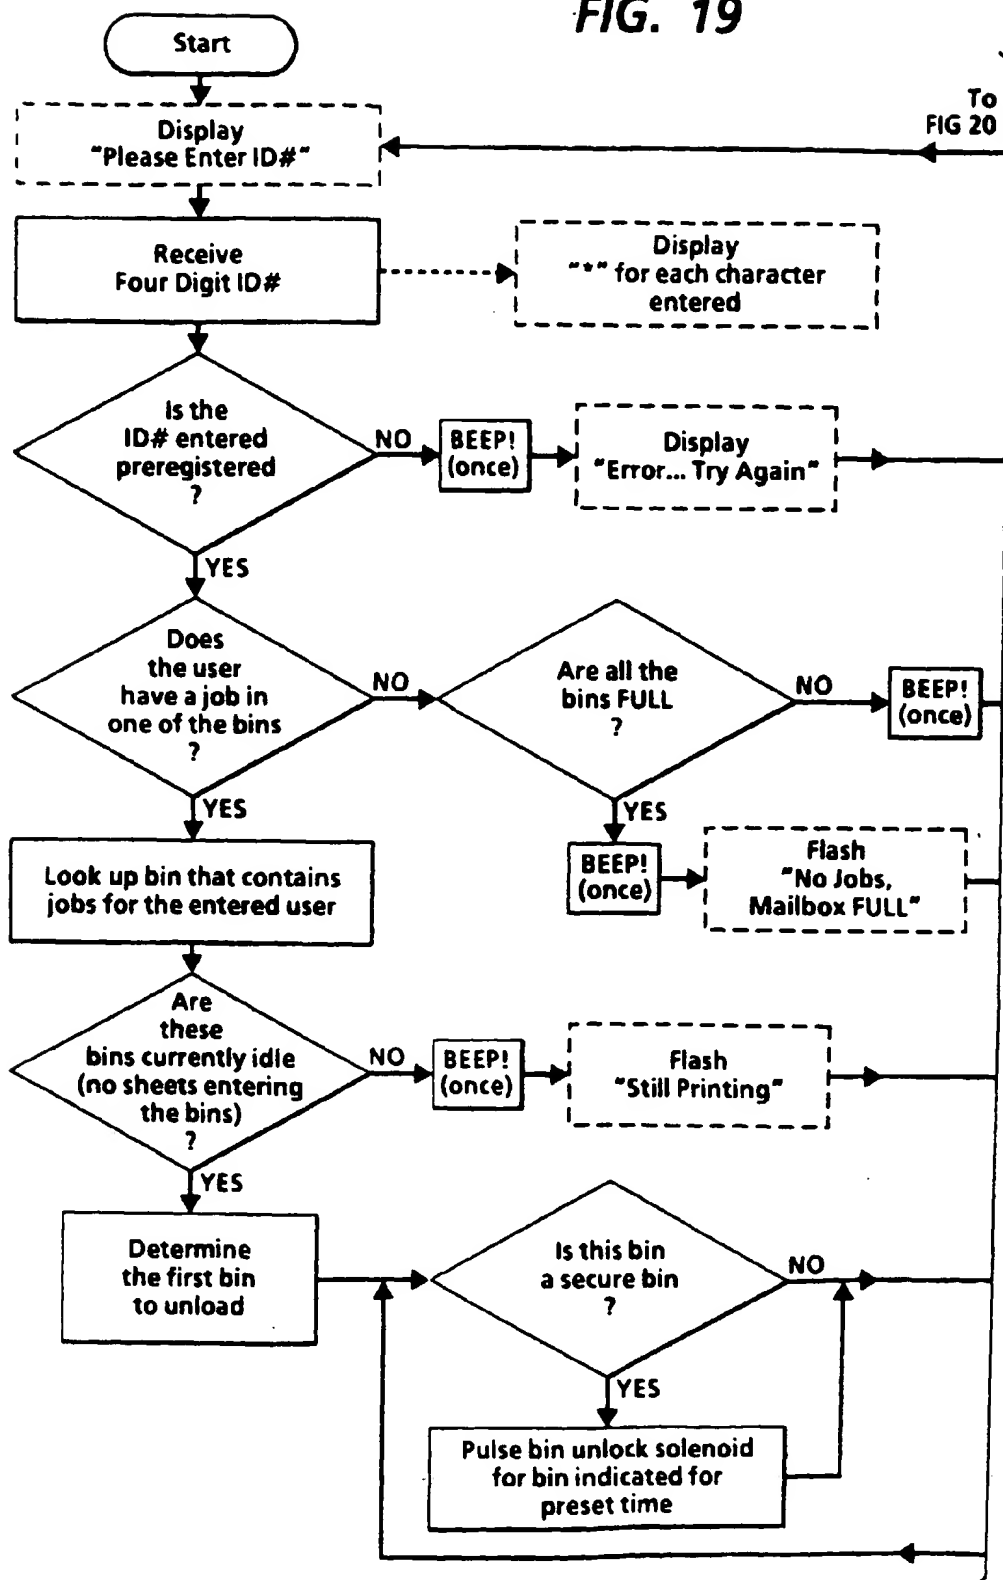 FIG. 19
Start
To
FIG 20
Display
"Please Enter ID#"
Receive
Four Digit ID#
Display
"*" for each character
entered
Is the
ID# entered
preregistered
?
NO
BEEP!
(once)
Display
"Error... Try Again"
YES
Does
the user
have a job in
one of the bins
?
NO
Are all the
bins FULL
?
NO
BEEP!
(once)
YES
YES
BEEP!
(once)
Flash
"No Jobs,
Mailbox FULL"
Look up bin that contains
jobs for the entered user
Are
these
bins currently idle
(no sheets entering
the bins)
?
NO
BEEP!
(once)
Flash
"Still Printing"
YES
Determine
the first bin
to unload
Is this bin
a secure bin
?
NO
YES
Pulse bin unlock solenoid
for bin indicated for
preset time